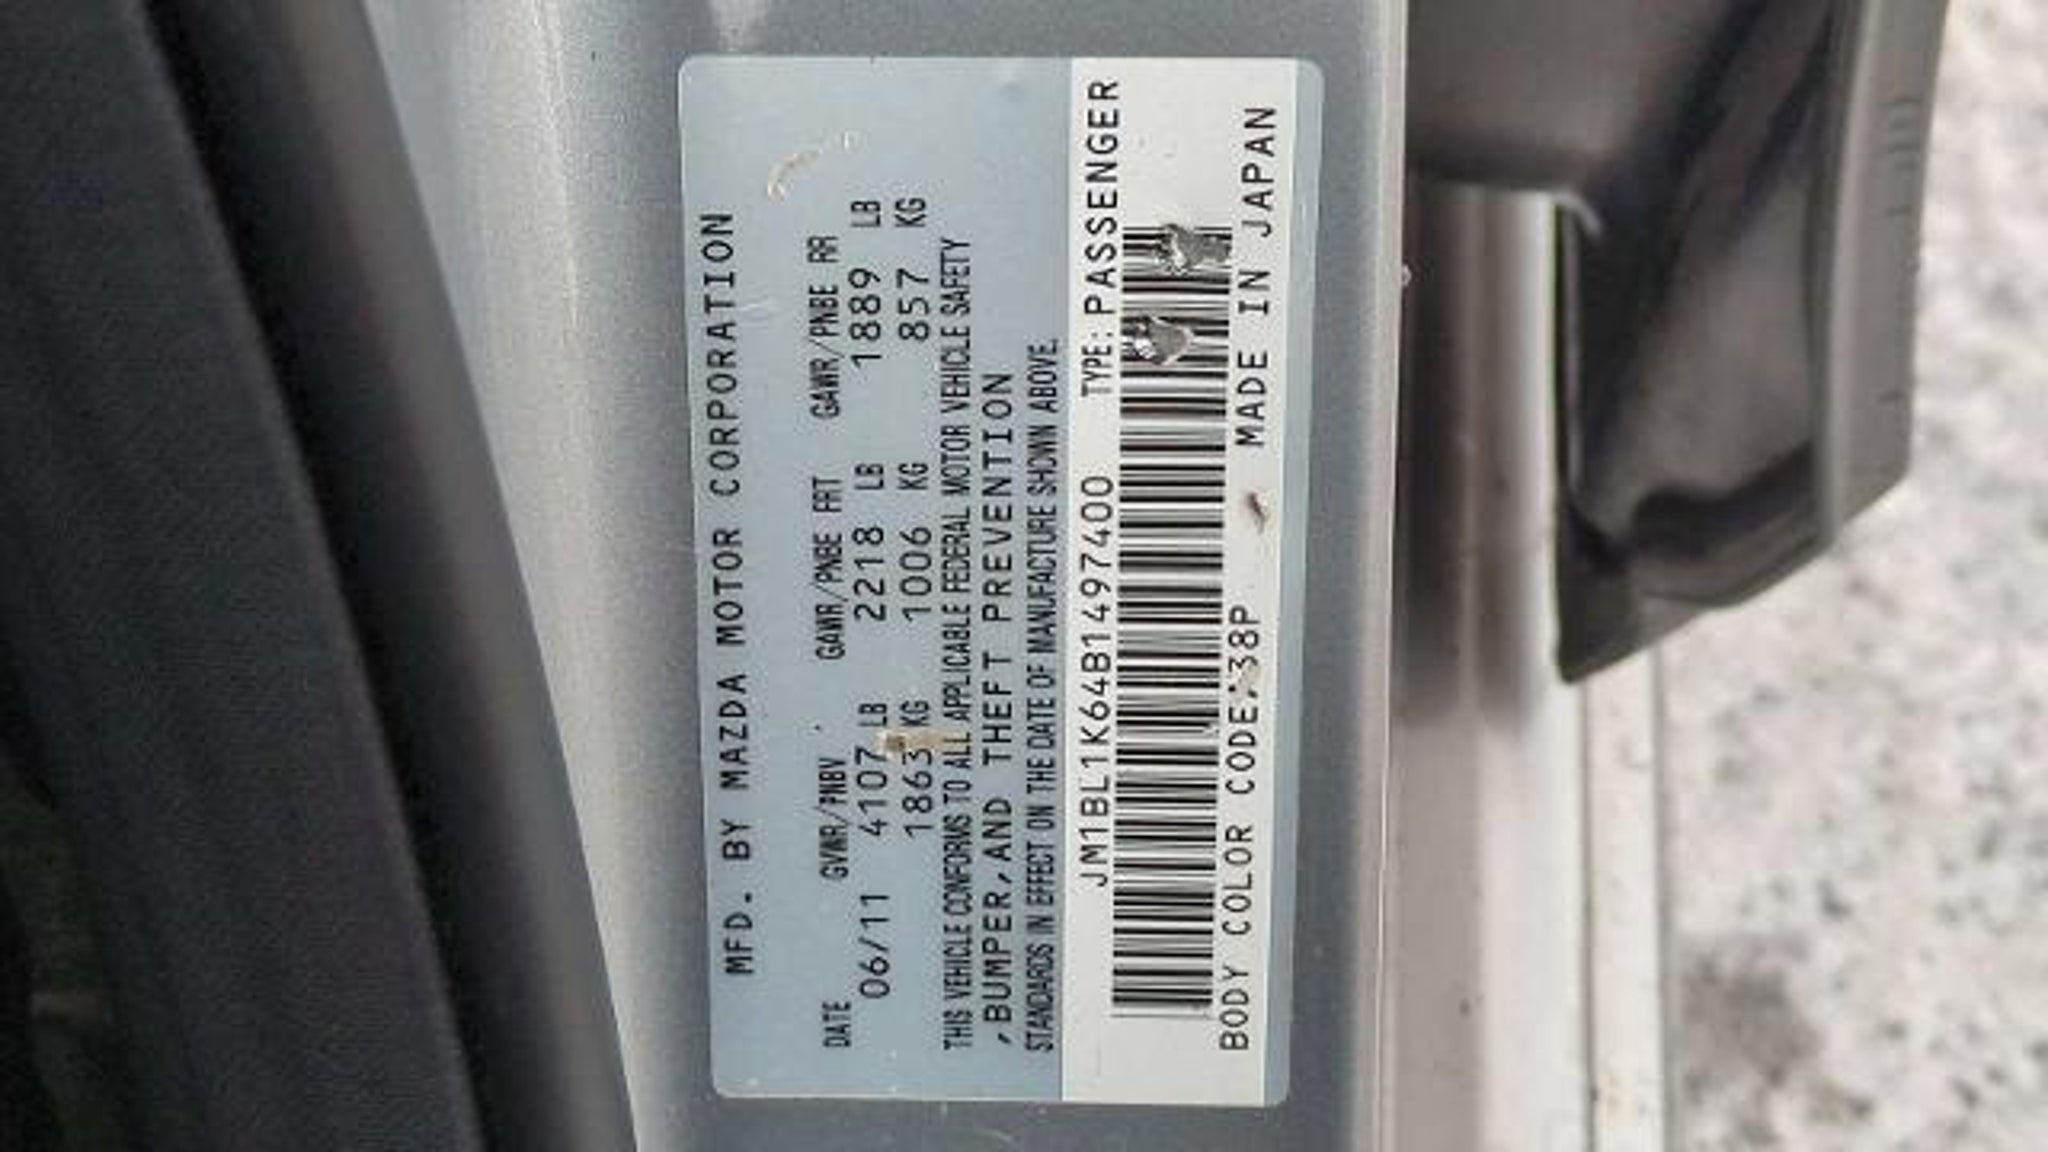 MFD. BY MAZDA MOTOR CORPORATION
DATE GVWR/PNBV GAWR/PNBE FRT GAWR/PNBE RR
06/11 4107 LB 2218 LB 1889 LB
1863 KG 1006 KG 857 KG
THIS VEHICLE CONFORMS TO ALL APPLICABLE FEDERAL MOTOR VEHICLE SAFETY
,BUMPER,AND THEFT PREVENTION
STANDARDS IN EFFECT ON THE DATE OF MANUFACTURE SHOWN ABOVE.
JM1BL1K64B1497400 TYPE:PASSENGER
BODY COLOR CODE:38P MADE IN JAPAN